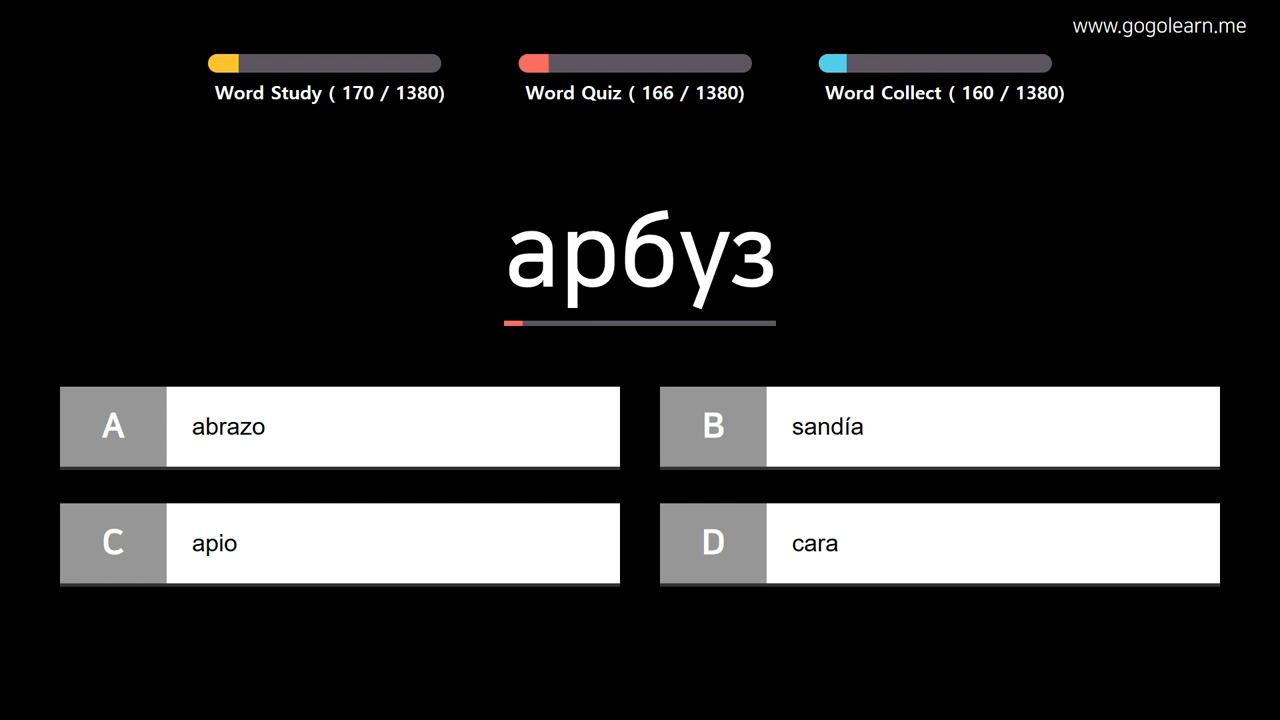 www.gogolearn.me
Word Study ( 170 / 1380)
Word Quiz ( 166 / 1380)
Word Collect ( 160 / 1380)
арбуз
A abrazo
B sandía
C apio
D cara